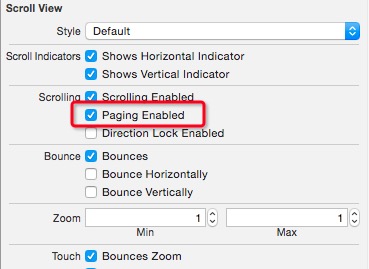 Scroll View
Style Default
Scroll Indicators Shows Horizontal Indicator
Shows Vertical Indicator
Scrolling Scrolling Enabled
Paging Enabled
Direction Lock Enabled
Bounce Bounces
Bounce Horizontally
Bounce Vertically
Zoom 1 1
Min Max
Touch Bounces Zoom